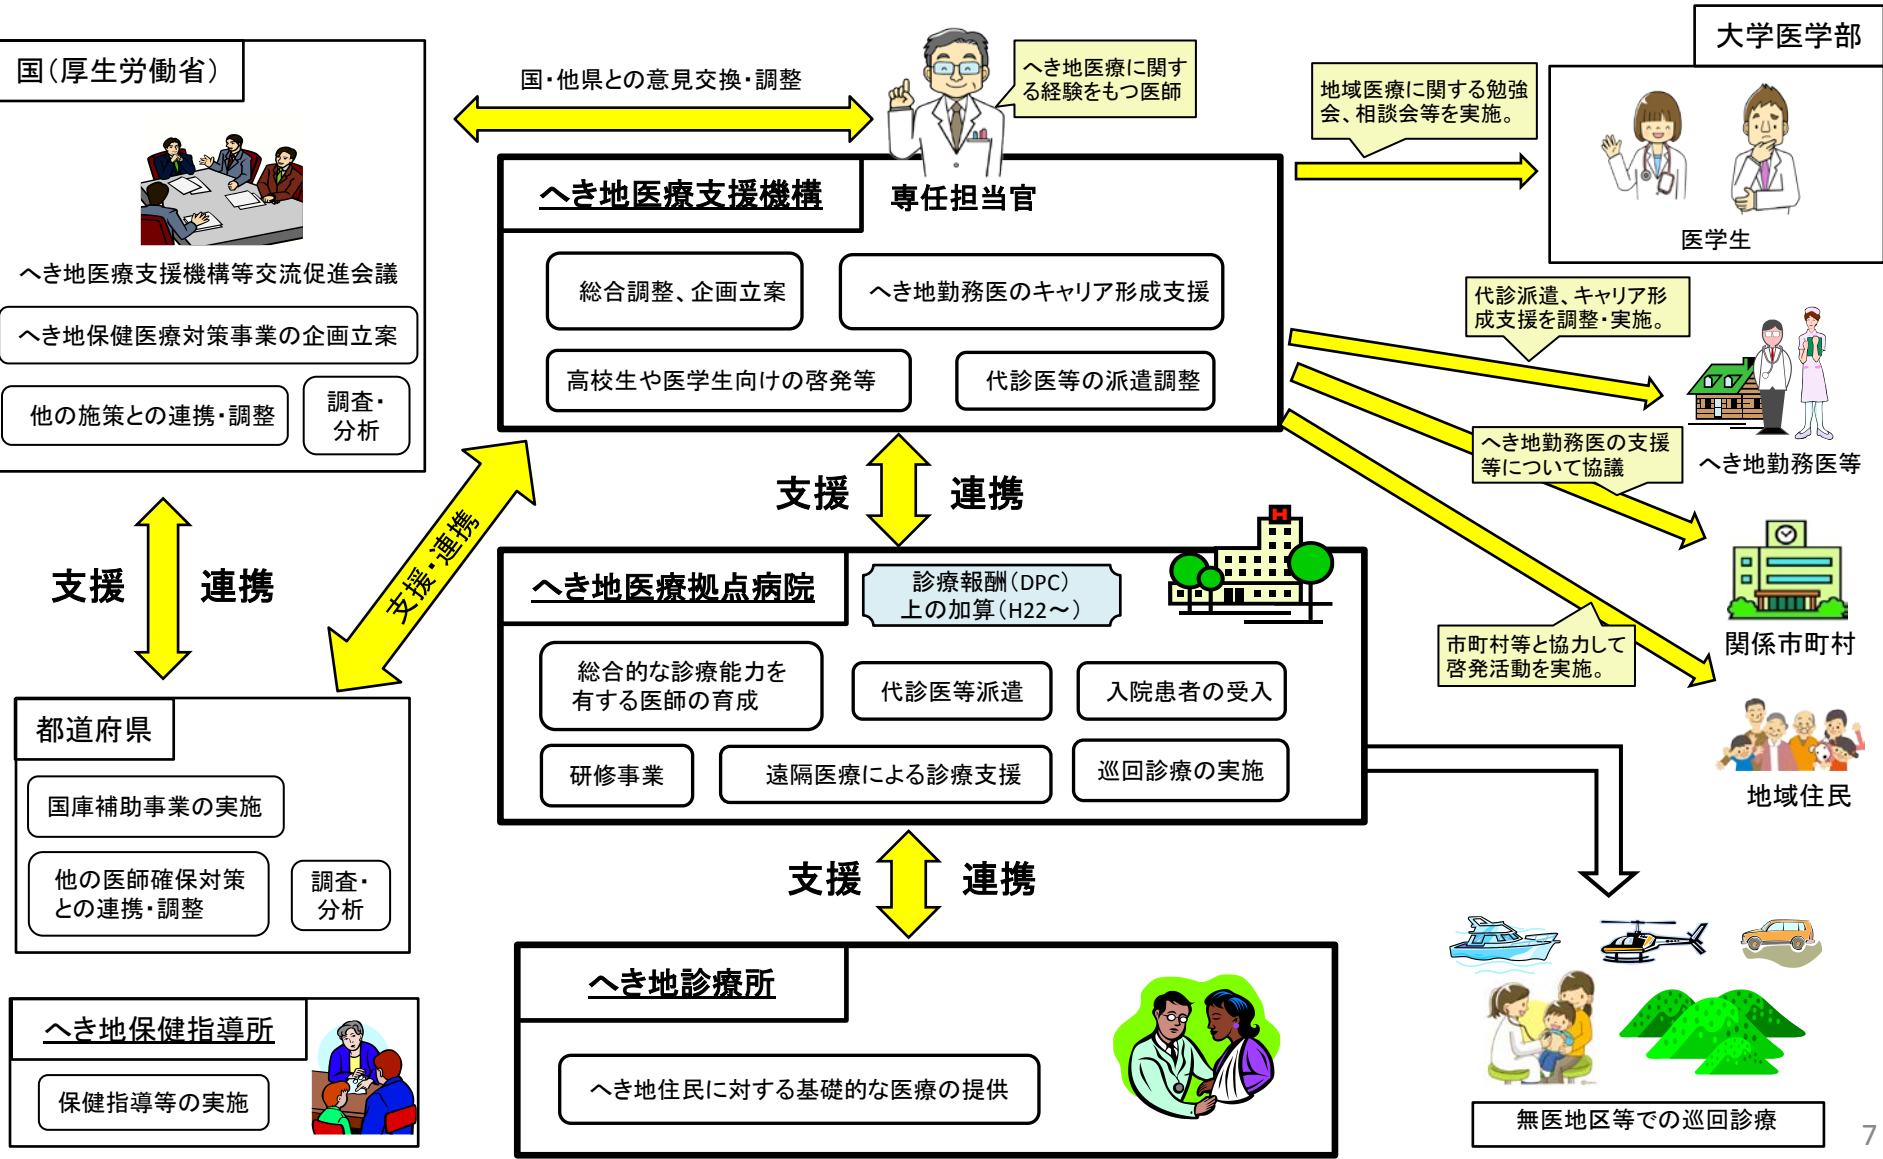 国(厚生労働省)
へき地医療支援機構等交流促進会議
へき地保健医療対策事業の企画立案
他の施策との連携・調整
調査・
分析
国・他県との意見交換・調整
へき地医療に関す
る経験をもつ医師
へき地医療支援機構
専任担当官
総合調整、企画立案
へき地勤務医のキャリア形成支援
高校生や医学生向けの啓発等
代診医等の派遣調整
大学医学部
地域医療に関する勉強
会、相談会等を実施。
医学生
代診派遣、キャリア形
成支援を調整・実施。
へき地勤務医等
へき地勤務医の支援
等について協議
関係市町村
市町村等と協力して
啓発活動を実施。
地域住民
支援 連携
支援・連携
支援 連携
都道府県
国庫補助事業の実施
他の医師確保対策
との連携・調整
調査・
分析
へき地医療拠点病院
診療報酬(DPC)
上の加算(H22~)
H
総合的な診療能力を
有する医師の育成
代診医等派遣
入院患者の受入
研修事業
遠隔医療による診療支援
巡回診療の実施
支援 連携
へき地保健指導所
保健指導等の実施
へき地診療所
へき地住民に対する基礎的な医療の提供
無医地区等での巡回診療
7